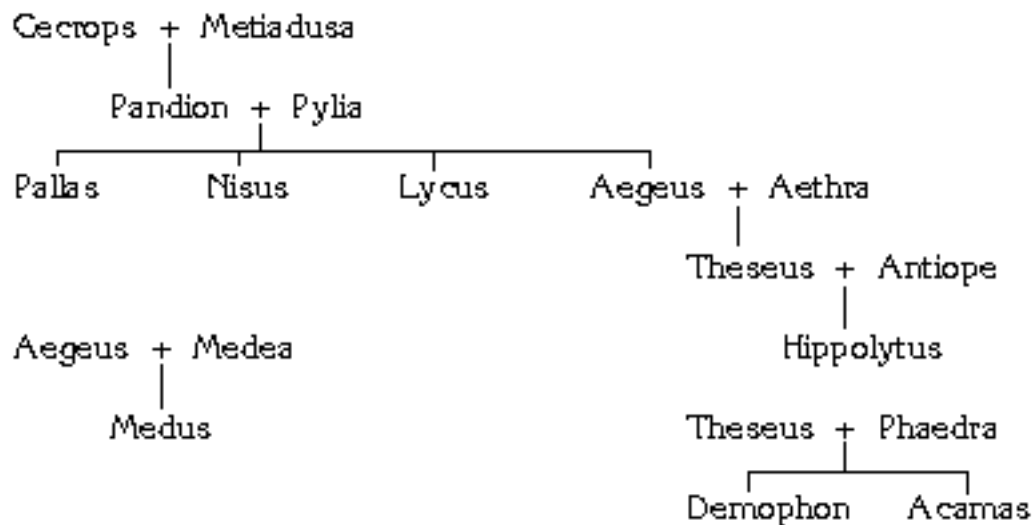 Cecrops + Metiadusa
Pandion + Pylia
Pallas Nisus Lycus Aegeus + Aethra
Theseus + Antiope
Aegeus + Medea Hippolytus
Medus Theseus + Phaedra
Demophon Acamas